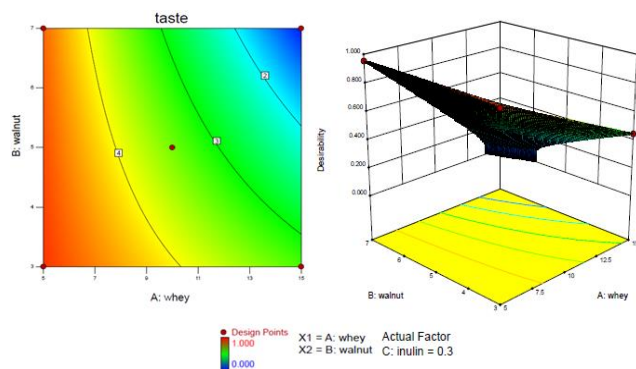 taste
7
6
5
4
3
B: walnut
4
3
2
5
7
9
11
13
15
A: whey
1.000
0.800
0.600
0.400
0.200
0.000
Desirability
7
6
5
4
3
B: walnut
5
7.5
10
12.5
A: whey
Design Points
1.000
0.000
X1 = A: whey
X2 = B: walnut
Actual Factor
C: inulin = 0.3